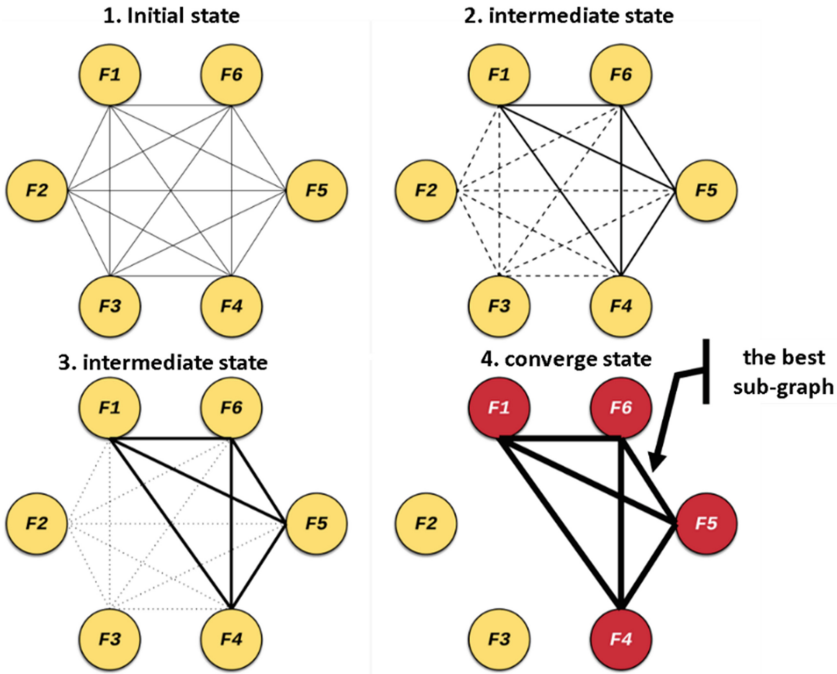 1. Initial state
F1
F6
F2
F5
F3
F4
2. intermediate state
F1
F6
F2
F5
F3
F4
3. intermediate state
F1
F6
F2
F5
F3
F4
4. converge state
the best
sub-graph
F1
F6
F2
F5
F3
F4